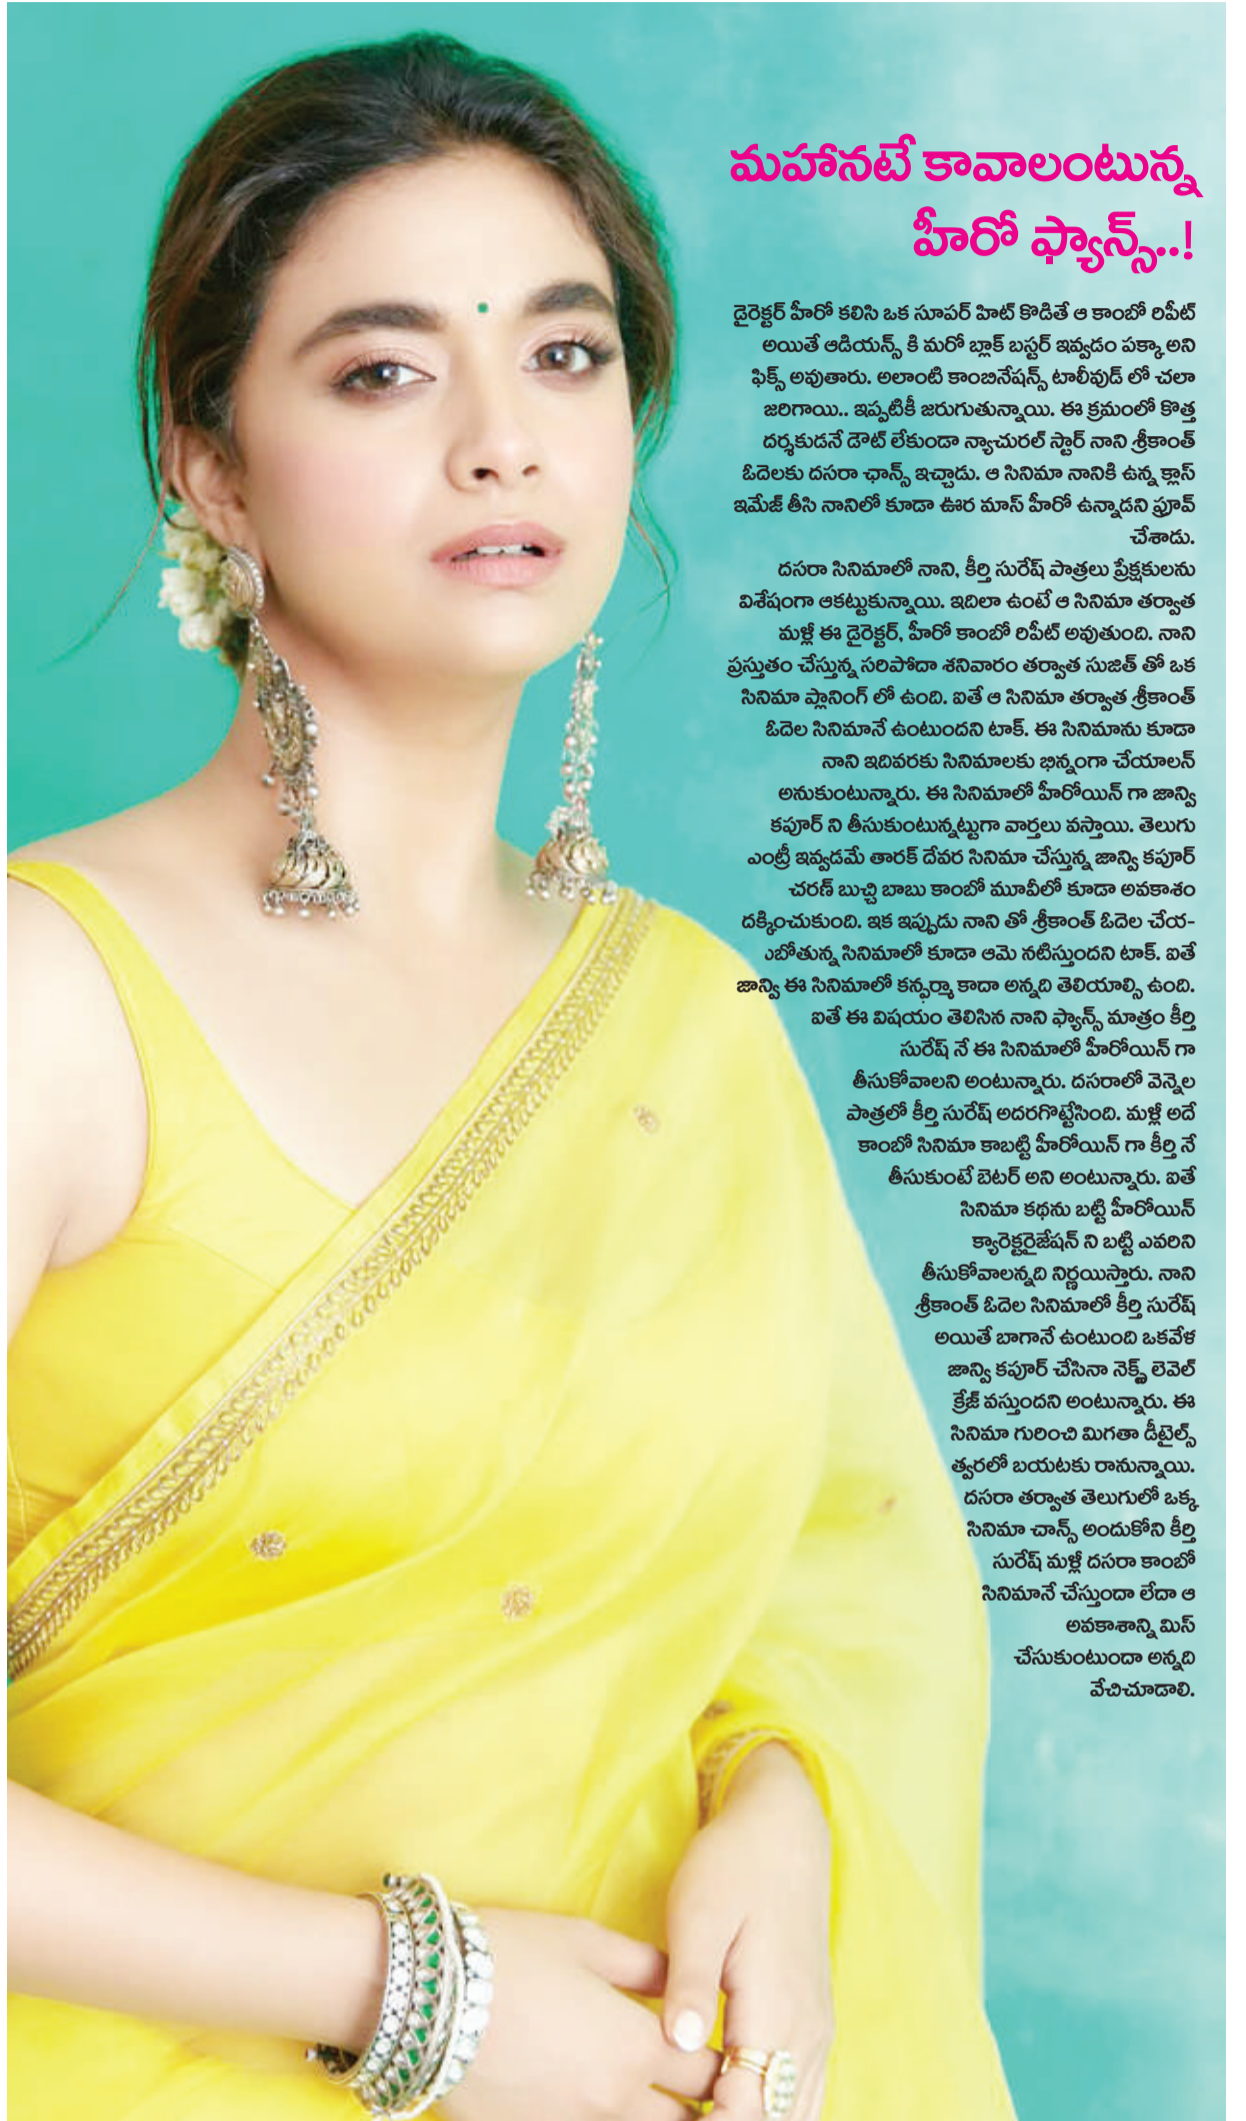 మహానటే కావాలంటున్న
హీరో ఫ్యాన్స్..!
డైరెక్టర్ హీరో కలిసి ఒక సూపర్ హిట్ కొడితే ఆ కాంబో రిపీట్
అయితే ఆడియన్స్ కి మరో బ్లాక్ బస్టర్ ఇవ్వడం పక్కా అని
ఫిక్స్ అవుతారు. అలాంటి కాంబినేషన్స్ టాలీవుడ్ లో చలా
జరిగాయి.. ఇప్పటికీ జరుగుతున్నాయి. ఈ క్రమంలో కొత్త
దర్శకుడనే డౌట్ లేకుండా న్యాచురల్ స్టార్ నాని శ్రీకాంత్
ఓదెలకు దసరా ఛాన్స్ ఇచ్చాడు. ఆ సినిమా నానికి ఉన్న క్లాస్
ఇమేజ్ తీసి నానిలో కూడా ఊర మాస్ హీరో ఉన్నాడని ప్రూవ్
చేశాడు.
దసరా సినిమాలో నాని, కీర్తి సురేష్ పాత్రలు ప్రేక్షకులను
విశేషంగా ఆకట్టుకున్నాయి. ఇదిలా ఉంటే ఆ సినిమా తర్వాత
మళ్లీ ఈ డైరెక్టర్, హీరో కాంబో రిపీట్ అవుతుంది. నాని
ప్రస్తుతం చేస్తున్న సరిపోదా శనివారం తర్వాత సుజిత్ తో ఒక
సినిమా ప్లానింగ్ లో ఉంది. ఐతే ఆ సినిమా తర్వాత శ్రీకాంత్
ఓదెల సినిమానే ఉంటుందని టాక్. ఈ సినిమాను కూడా
నాని ఇదివరకు సినిమాలకు భిన్నంగా చేయాలన్
అనుకుంటున్నారు. ఈ సినిమాలో హీరోయిన్ గా జాన్వి
కపూర్ ని తీసుకుంటున్నట్టుగా వార్తలు వస్తాయి. తెలుగు
ఎంట్రీ ఇవ్వడమే తారక్ దేవర సినిమా చేస్తున్న జాన్వి కపూర్
చరణ్ బుచ్చి బాబు కాంబో మూవీలో కూడా అవకాశం
దక్కించుకుంది. ఇక ఇప్పుడు నాని తో శ్రీకాంత్ ఓదెల చేయ-
ంబోతున్న సినిమాలో కూడా ఆమె నటిస్తుందని టాక్. ఐతే
జాన్వి ఈ సినిమాలో కన్ఫర్మా కాదా అన్నది తెలియాల్సి ఉంది.
ఐతే ఈ విషయం తెలిసిన నాని ఫ్యాన్స్ మాత్రం కీర్తి
సురేష్ నే ఈ సినిమాలో హీరోయిన్ గా
తీసుకోవాలని అంటున్నారు. దసరాలో వెన్నెల
పాత్రలో కీర్తి సురేష్ అదరగొట్టేసింది. మళ్లీ అదే
కాంబో సినిమా కాబట్టి హీరోయిన్ గా కీర్తి నే
తీసుకుంటే బెటర్ అని అంటున్నారు. ఐతే
సినిమా కథను బట్టి హీరోయిన్
క్యారెక్టరైజేషన్ ని బట్టి ఎవరిని
తీసుకోవాలన్నది నిర్ణయిస్తారు. నాని
శ్రీకాంత్ ఓదెల సినిమాలో కీర్తి సురేష్
అయితే బాగానే ఉంటుంది ఒకవేళ
జాన్వి కపూర్ చేసినా నెక్స్ట్ లెవెల్
క్రేజ్ వస్తుందని అంటున్నారు. ఈ
సినిమా గురించి మిగతా డీటైల్స్
త్వరలో బయటకు రానున్నాయి.
దసరా తర్వాత తెలుగులో ఒక్క
సినిమా చాన్స్ అందుకోని కీర్తి
సురేష్ మళ్లీ దసరా కాంబో
సినిమానే చేస్తుందా లేదా ఆ
అవకాశాన్ని మిస్
చేసుకుంటుందా అన్నది
వేచిచూడాలి.